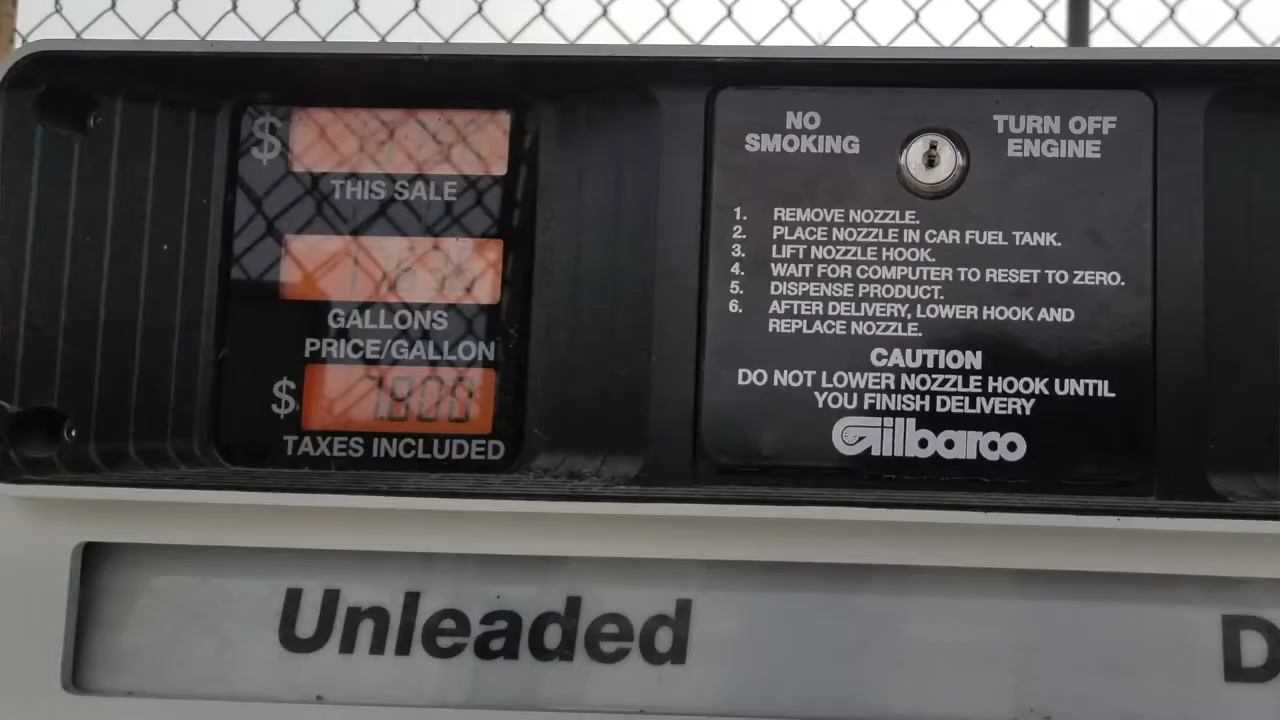 $
THIS SALE
GALLONS
PRICE/GALLON
$ 7.800
TAXES INCLUDED
NO
SMOKING
TURN OFF
ENGINE
1. REMOVE NOZZLE.
2. PLACE NOZZLE IN CAR FUEL TANK.
3. LIFT NOZZLE HOOK.
4. WAIT FOR COMPUTER TO RESET TO ZERO.
5. DISPENSE PRODUCT.
6. AFTER DELIVERY, LOWER HOOK AND
REPLACE NOZZLE.
CAUTION
DO NOT LOWER NOZZLE HOOK UNTIL
YOU FINISH DELIVERY
Gilbarco
Unleaded
D